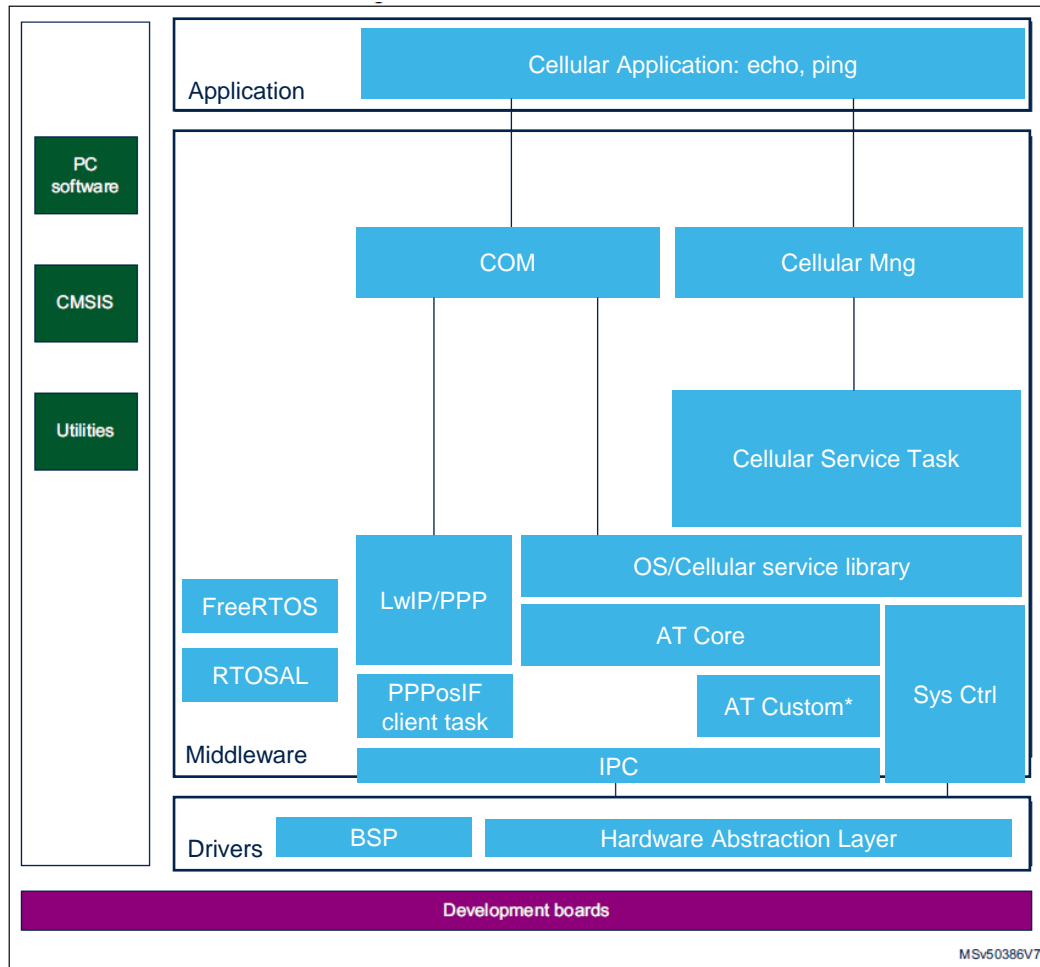 Cellular Application: echo, ping
Application
PC
software
CMSIS
Utilities
COM
Cellular Mng
Cellular Service Task
OS/Cellular service library
LwIP/PPP
FreeRTOS
AT Core
RTOSAL
PPPosIF
client task
AT Custom*
Sys Ctrl
Middleware
IPC
Drivers
BSP
Hardware Abstraction Layer
Development boards
MSv50386V7